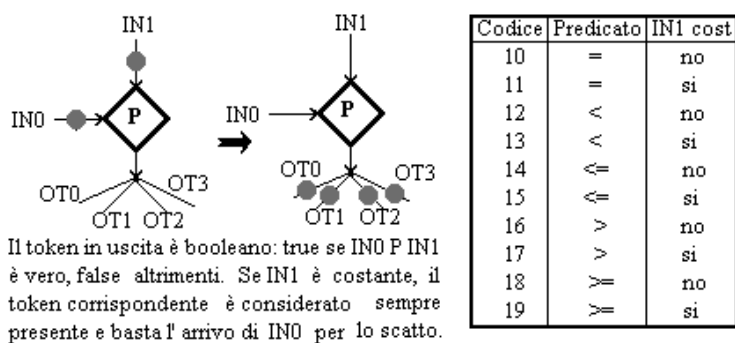 IN1
IN0
P
OT0
OT1
OT2
OT3
IN1
IN0
P
OT0
OT1
OT2
OT3
Il token in uscita è booleano: true se IN0 P IN1
è vero, false altrimenti. Se IN1 è costante, il
token corrispondente è considerato sempre
presente e basta l' arrivo di IN0 per lo scatto.
Codice Predicato IN1 cost
10 = no
11 = si
12 < no
13 < si
14 <= no
15 <= si
16 > no
17 > si
18 >= no
19 >= si